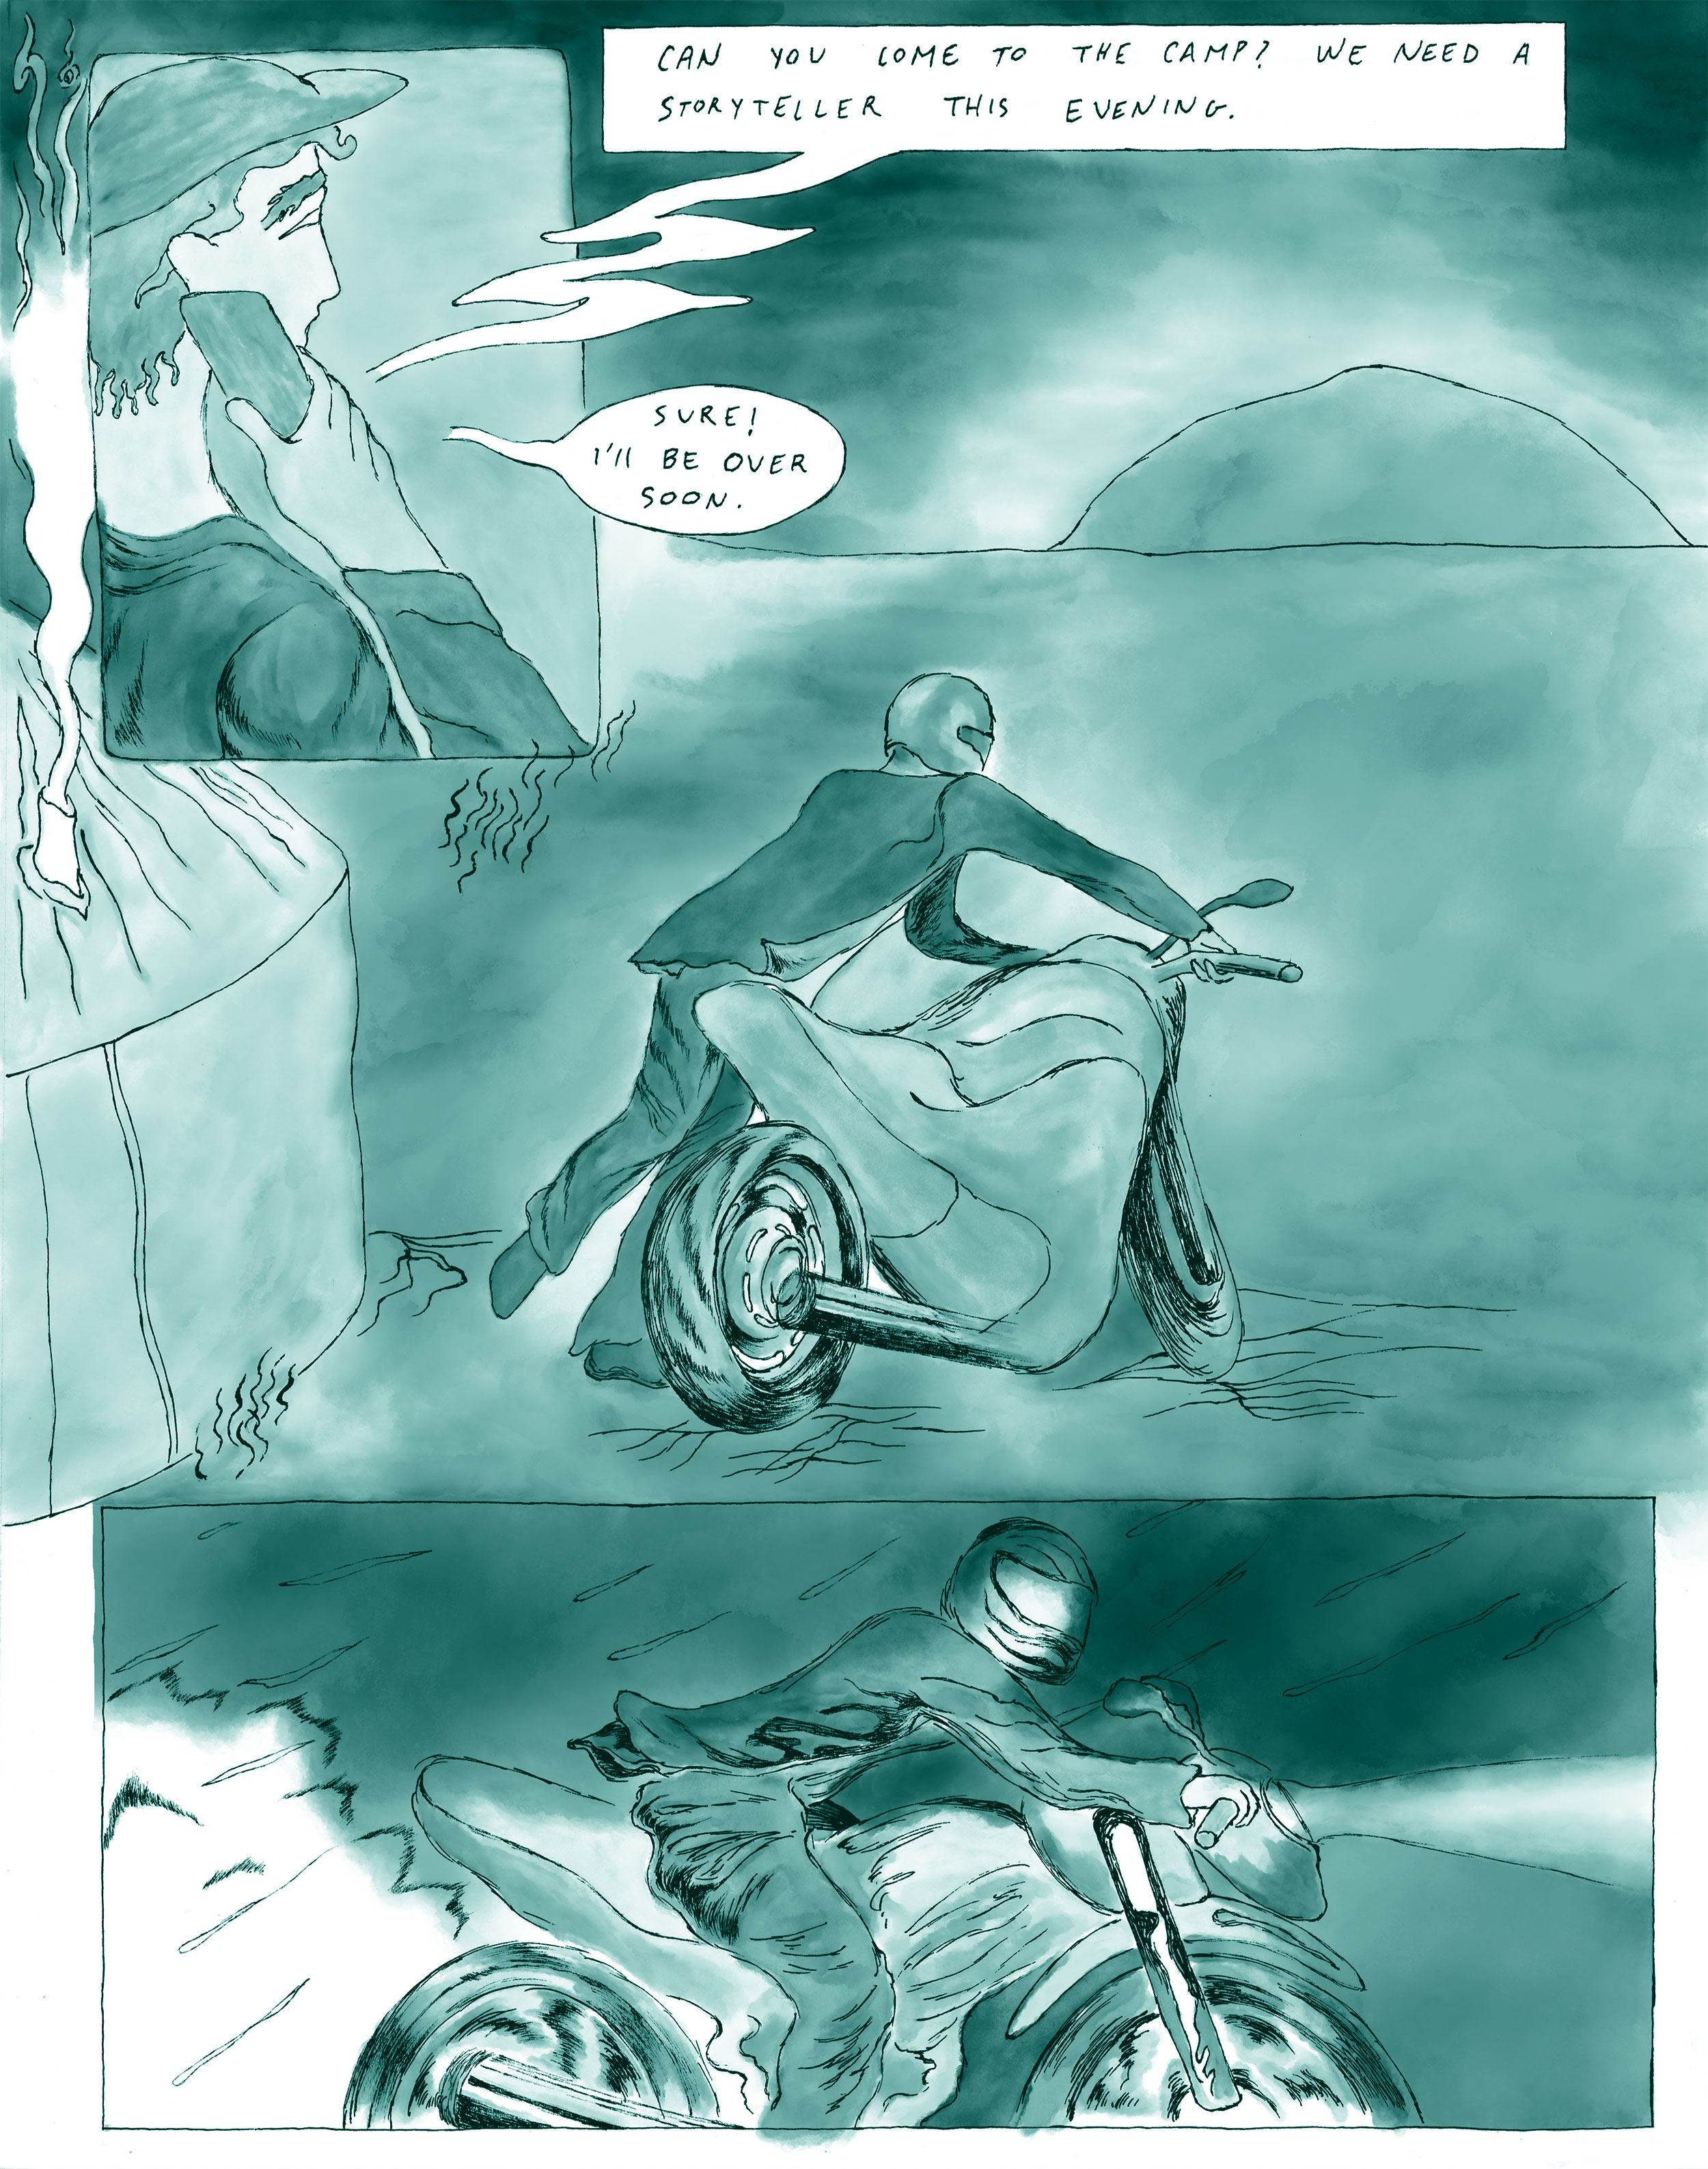 CAN YOU COME TO THE CAMP? WE NEED A
STORYTELLER THIS EVENING.
SURE!
I'll BE OVER
SOON.